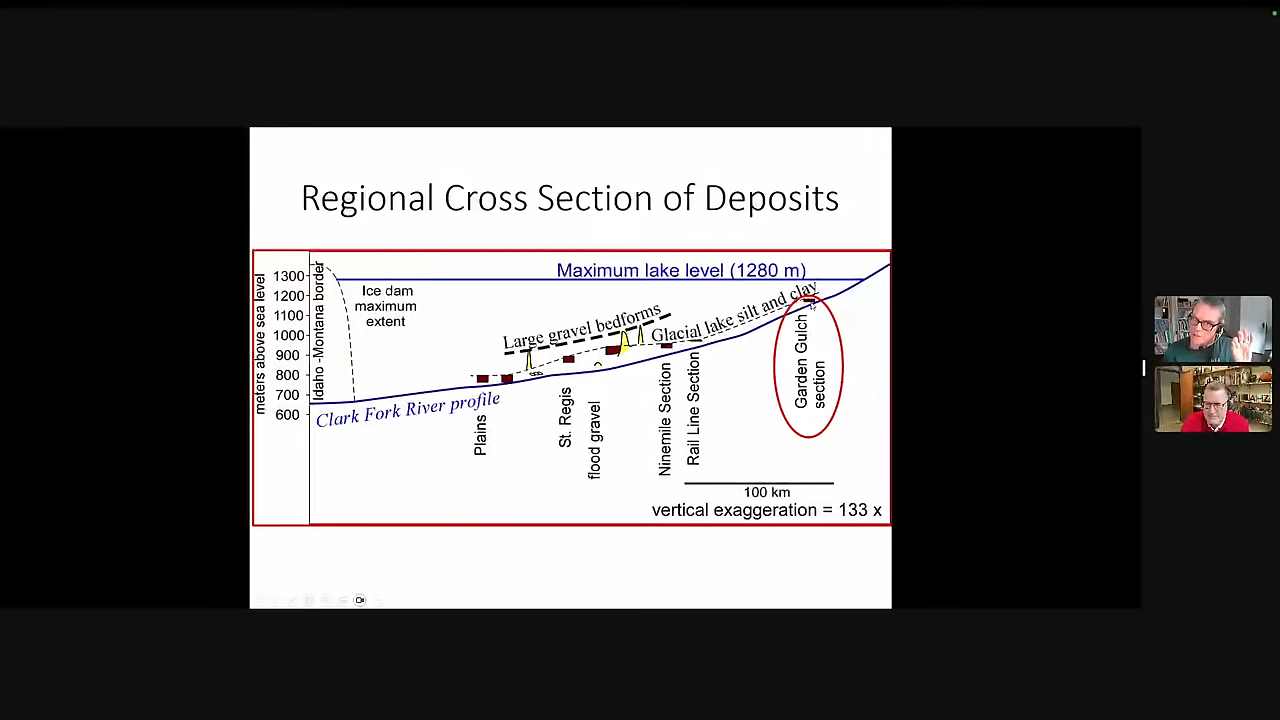 Regional Cross Section of Deposits
Maximum lake level (1280 m)
meters above sea level
1300
1200
1100
1000
900
800
700
600
Idaho -Montana border
Ice dam
maximum
extent
Large gravel bedforms
Glacial lake silt and clay
Clark Fork River profile
Plains
St. Regis
flood gravel
Ninemile Section
Rail Line Section
Garden Gulch
section
100 km
vertical exaggeration = 133 x